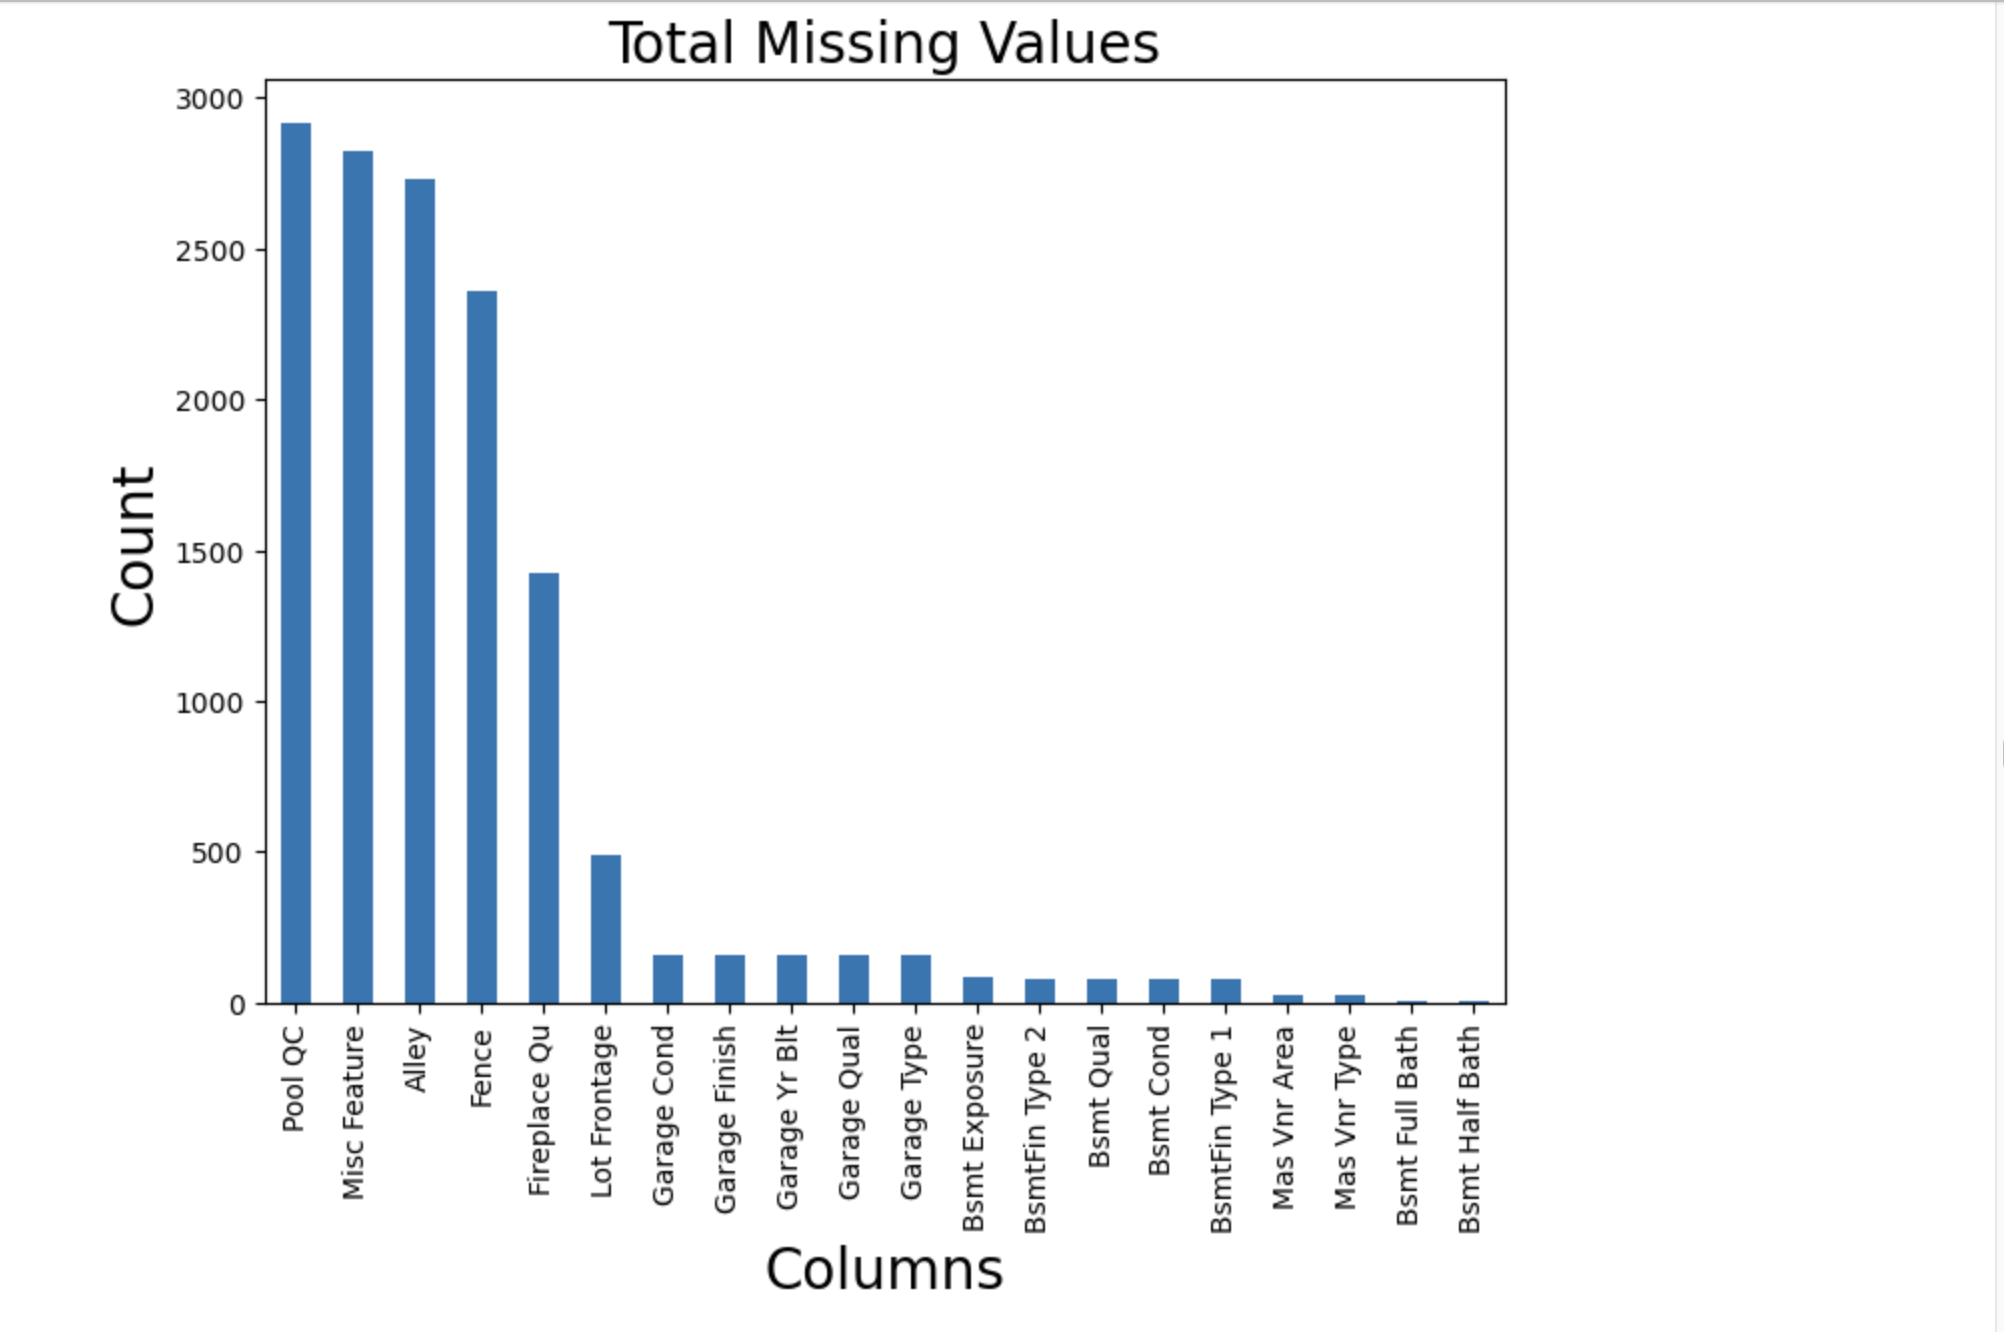 Total Missing Values
3000
2500
2000
1500
1000
500
0
Count
Pool QC
Misc Feature
Alley
Fence
Fireplace Qu
Lot Frontage
Garage Cond
Garage Finish
Garage Yr Blt
Garage Qual
Garage Type
Bsmt Exposure
BsmtFin Type 2
Bsmt Qual
Bsmt Cond
BsmtFin Type 1
Mas Vnr Area
Mas Vnr Type
Bsmt Full Bath
Bsmt Half Bath
Columns